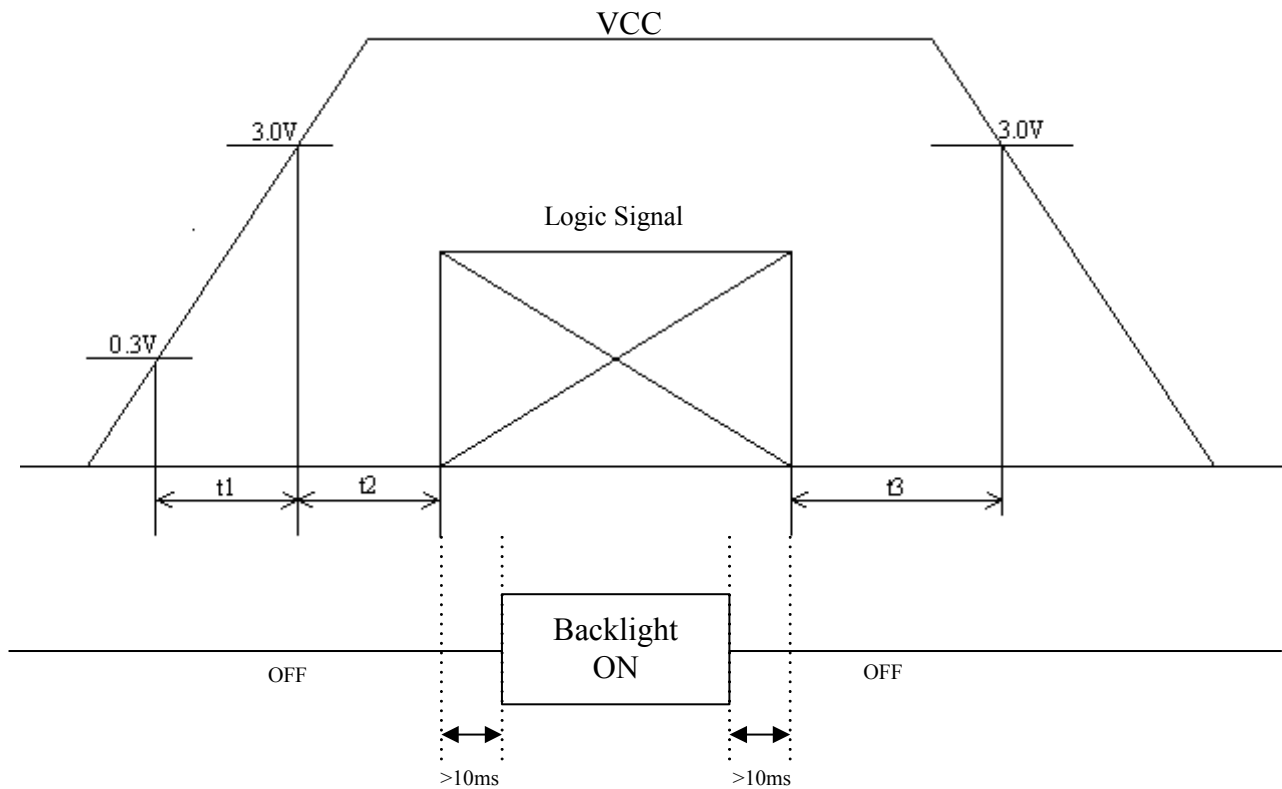 VCC
3.0V
3.0V
Logic Signal
0.3V
t1
t2
t3
Backlight
ON
OFF
OFF
>10ms
>10ms